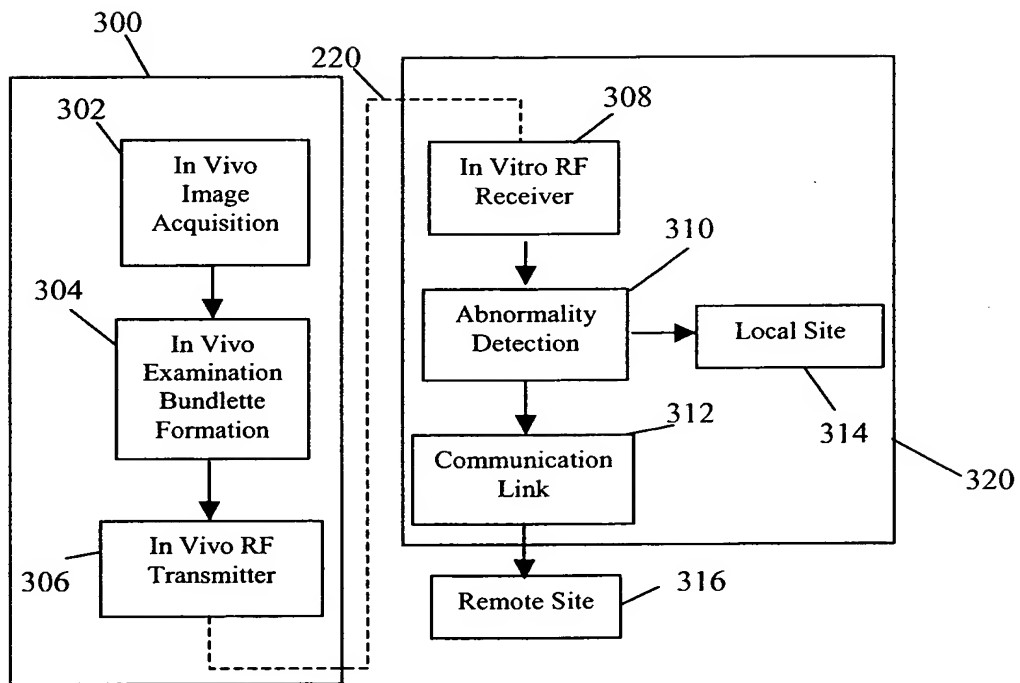 300
302
In Vivo
Image
Acquisition
304
In Vivo
Examination
Bundlette
Formation
306
In Vivo RF
Transmitter
220
308
In Vitro RF
Receiver
310
Abnormality
Detection
Local Site
314
312
Communication
Link
320
316
Remote Site